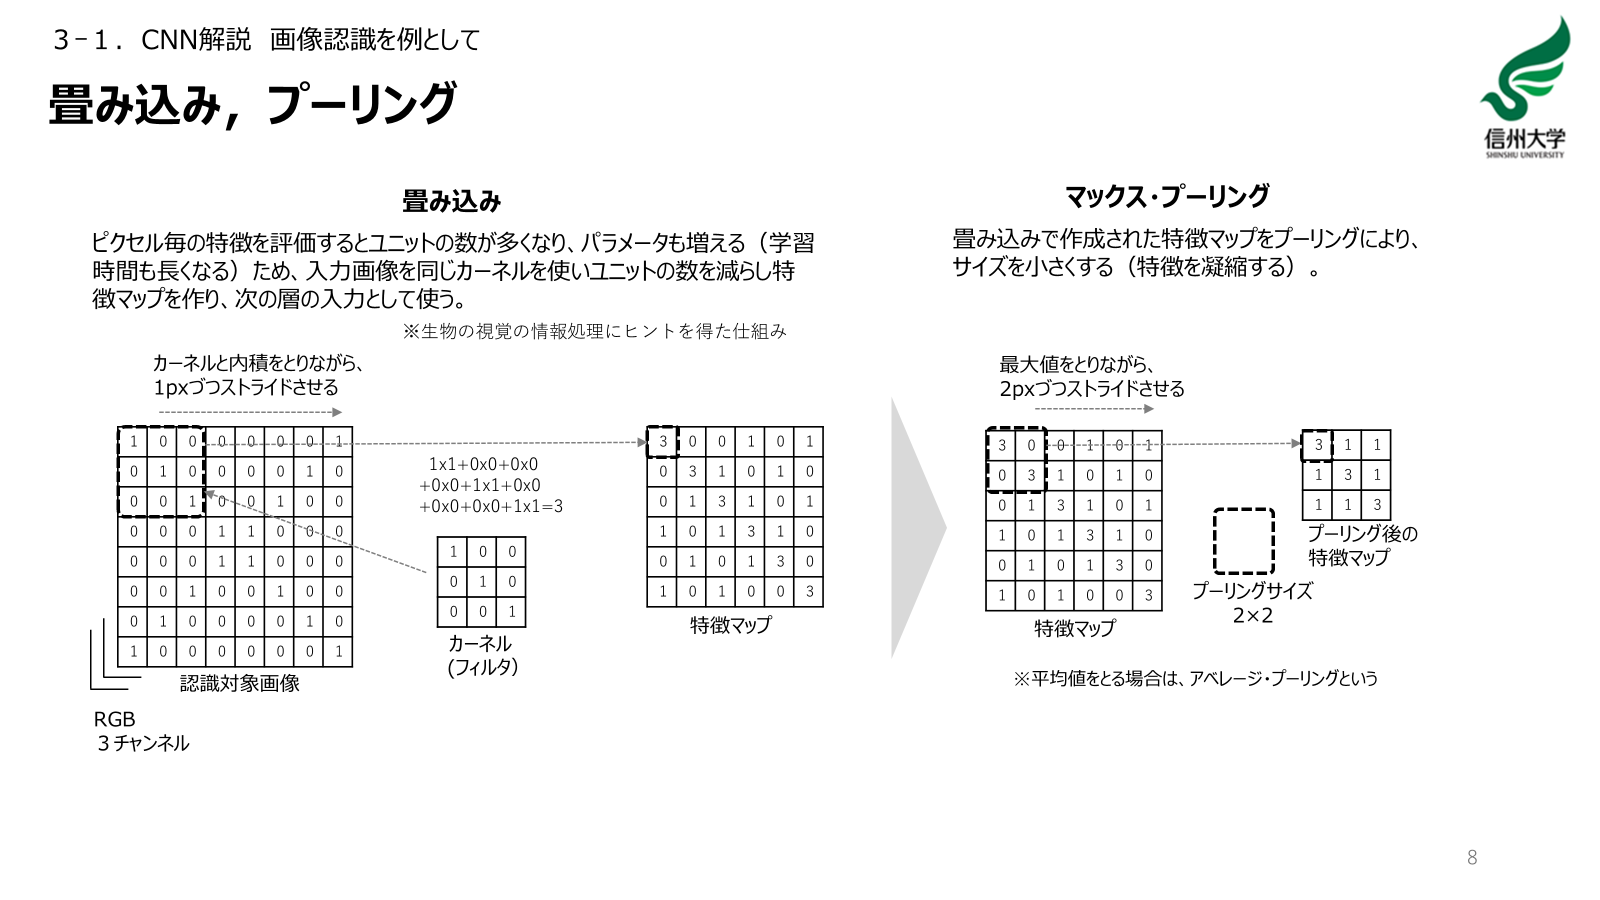 ３−１．CNN解説　画像認識を例として
畳み込み，プーリング
信州大学
SHINSHU UNIVERSITY
畳み込み
ピクセル毎の特徴を評価するとユニットの数が多くなり、パラメータも増える（学習
時間も長くなる）ため、入力画像を同じカーネルを使いユニットの数を減らし特
徴マップを作り、次の層の入力として使う。
※生物の視覚の情報処理にヒントを得た仕組み
カーネルと内積をとりながら、
1pxづつストライドさせる
1 0 0 0 0 0 0 1
0 1 0 0 0 0 1 0
0 0 1 0 0 1 0 0
0 0 0 1 1 0 0 0
0 0 0 1 1 0 0 0
0 0 1 0 0 1 0 0
0 1 0 0 0 0 1 0
1 0 0 0 0 0 0 1
認識対象画像
RGB
３チャンネル
1x1+0x0+0x0
+0x0+1x1+0x0
+0x0+0x0+1x1=3
1 0 0
0 1 0
0 0 1
カーネル
(フィルタ)
3 0 0 1 0 1
0 3 1 0 1 0
0 1 3 1 0 1
1 0 1 3 1 0
0 1 0 1 3 0
1 0 1 0 0 3
特徴マップ
マックス・プーリング
畳み込みで作成された特徴マップをプーリングにより、
サイズを小さくする（特徴を凝縮する）。
最大値をとりながら、
2pxづつストライドさせる
3 0 0 1 0 1
0 3 1 0 1 0
0 1 3 1 0 1
1 0 1 3 1 0
0 1 0 1 3 0
1 0 1 0 0 3
特徴マップ
プーリングサイズ
2×2
3 1 1
1 3 1
1 1 3
プーリング後の
特徴マップ
※平均値をとる場合は、アベレージ・プーリングという
8